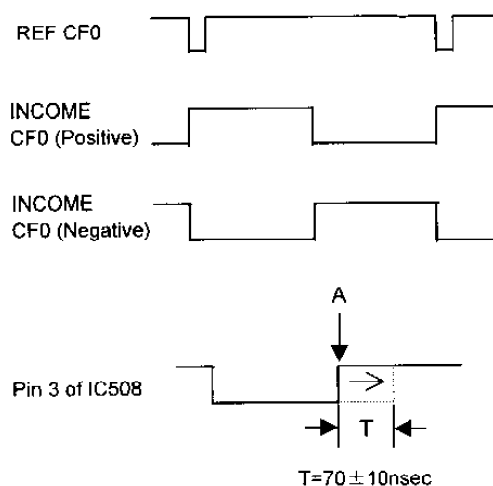 REF CF0
INCOME
CF0 (Positive)
INCOME
CF0 (Negative)
A
Pin 3 of IC508
T
T=70±10nsec